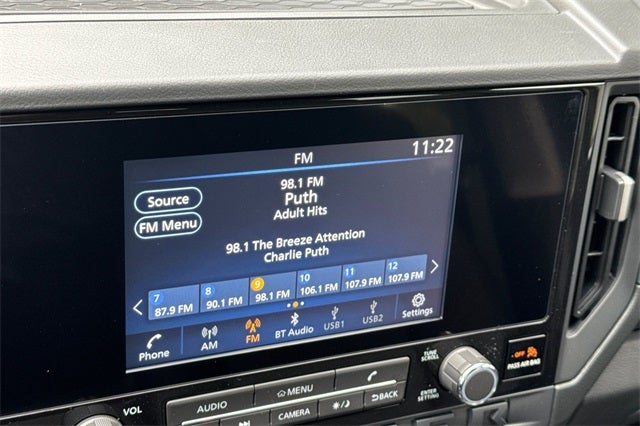 FM
11:22
98.1 FM
Puth
Adult Hits
Source
FM Menu
98.1 The Breeze Attention
Charlie Puth
7 8 9 10 11 12
87.9 FM 90.1 FM 98.1 FM 106.1 FM 107.9 FM 107.9 FM
Phone AM FM BT Audio USB1 USB2 Settings
VOL
AUDIO
MENU
CAMERA
BACK
TUNE
SCROLL
ENTER
SETTING
OFF
PASS AIR BAG